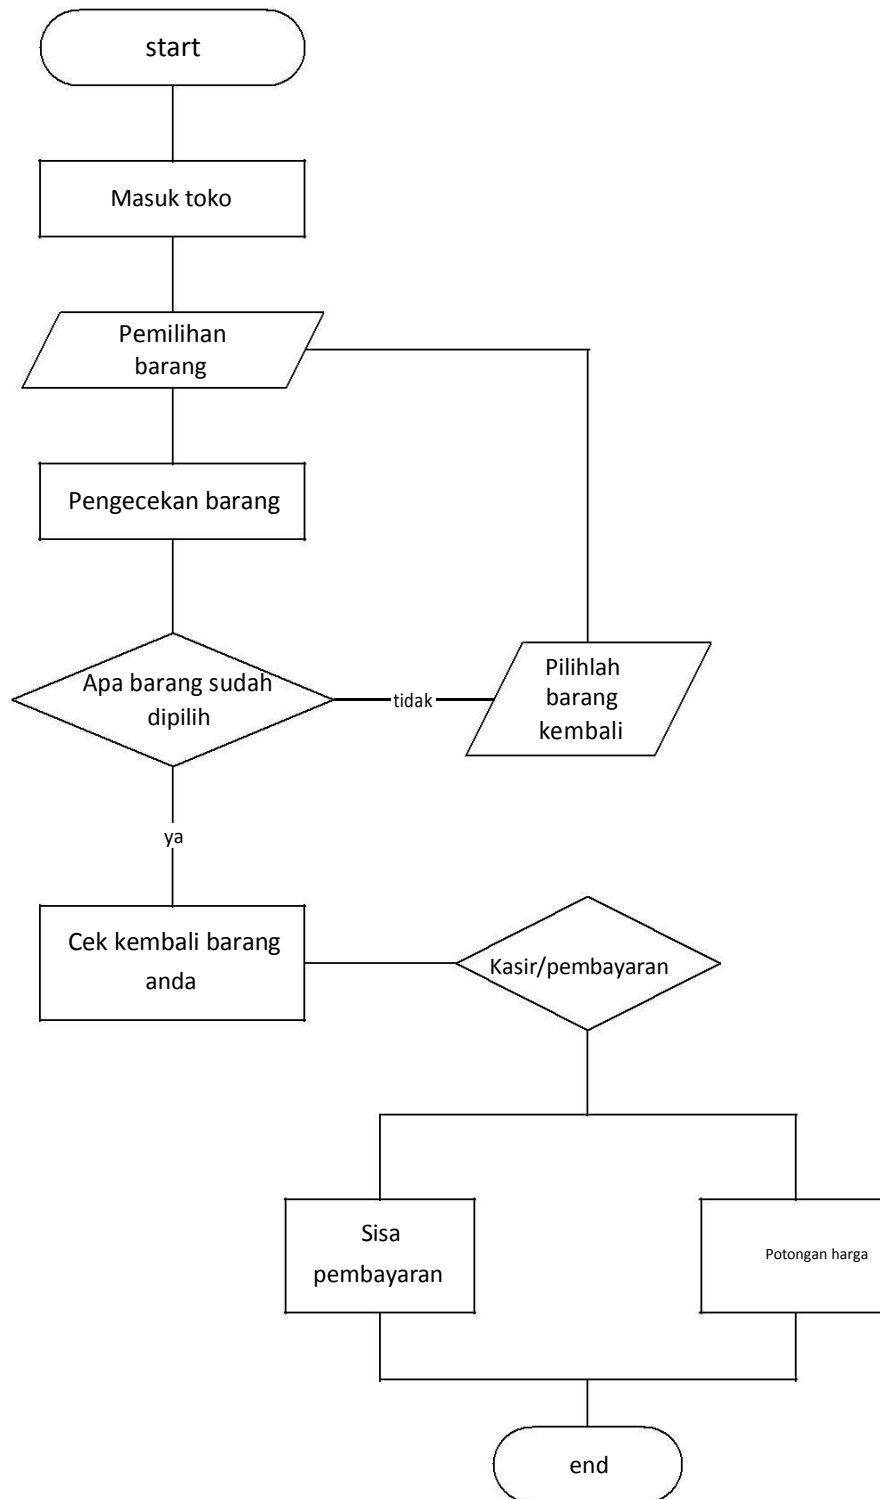 start
Masuk toko
Pemilihan
barang
Pengecekan barang
Apa barang sudah
dipilih
tidak
Pilihlah
barang
kembali
ya
Cek kembali barang
anda
Kasir/pembayaran
Sisa
pembayaran
Potongan harga
end